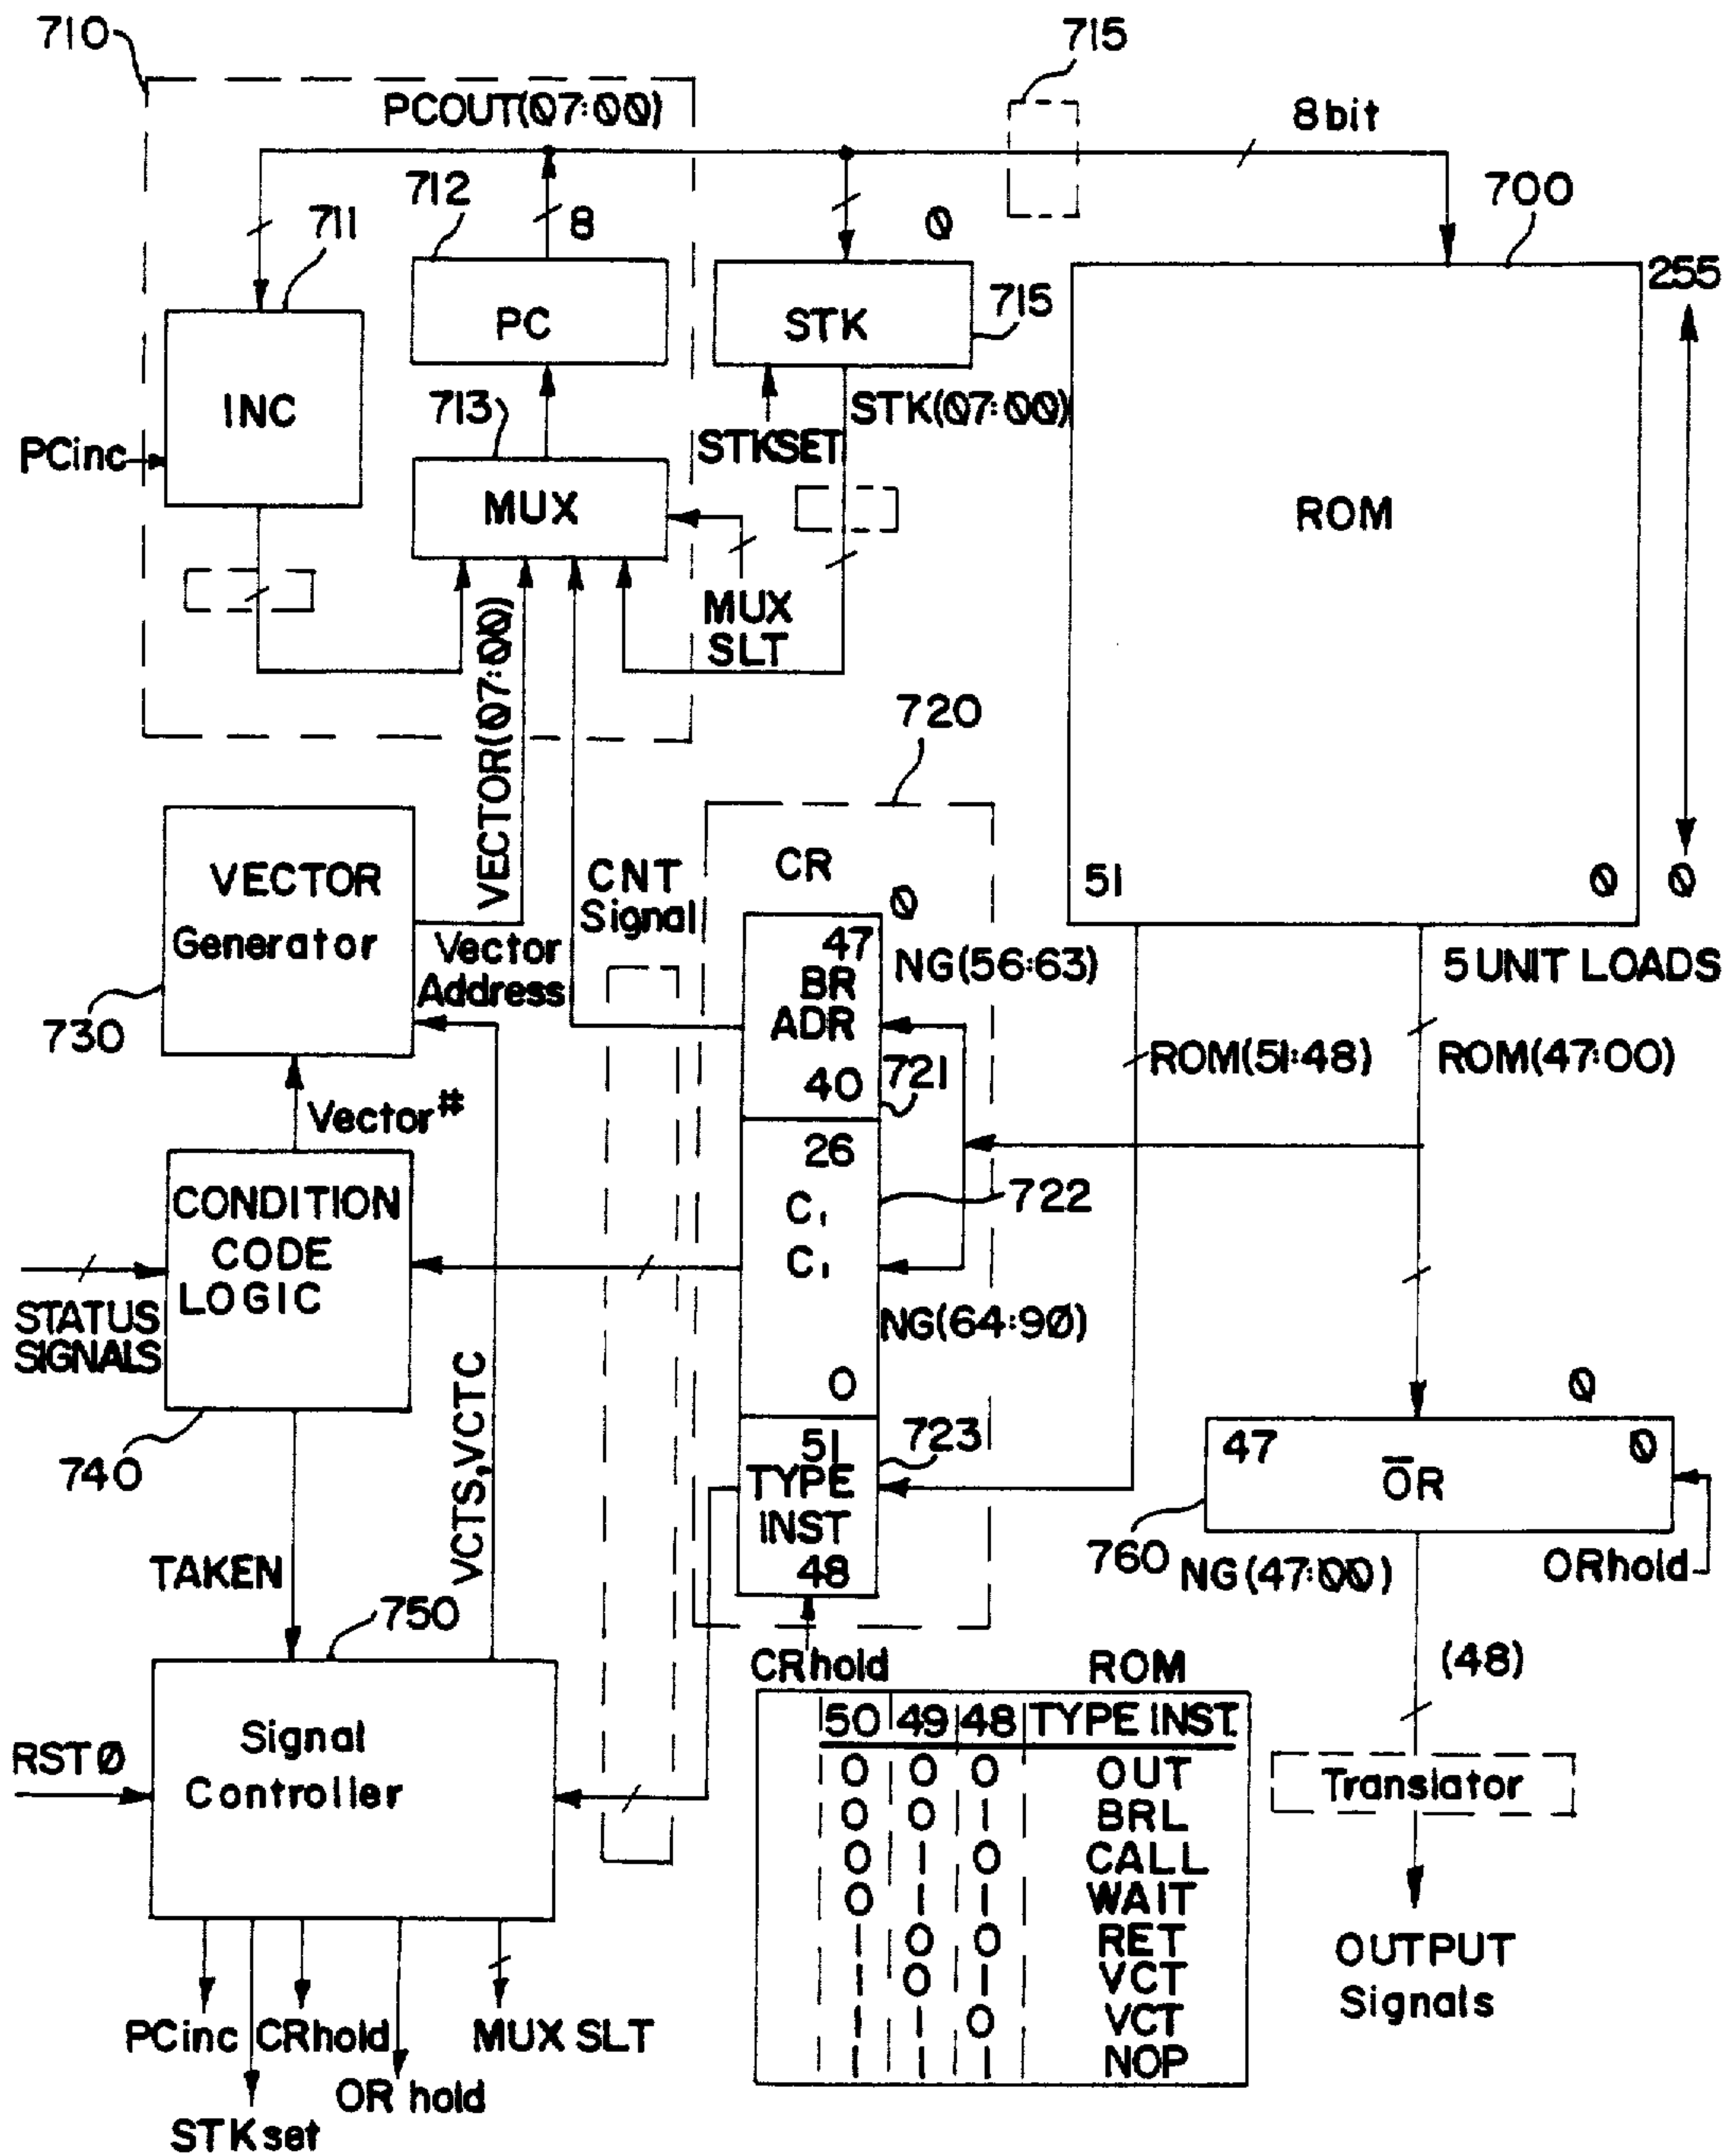 710
715
PCOUT(07:00)
8bit
712
8
0
700
711
255
INC
PC
STK
715
713
STK(07:00)
STKSET
PCinc
MUX
ROM
MUX
SLT
VECTOR(07:00)
720
VECTOR
Generator
Vector
Address
CNT
Signal
CR
0
51
0
0
47
BR
ADR
40
NG(56:63)
5 UNIT LOADS
730
721
ROM(51:48)
ROM(47:00)
Vector#
26
C1
C1
0
722
CONDITION
CODE
LOGIC
STATUS
SIGNALS
NG(64:90)
740
VCTS,VCTC
51
TYPE
INST
48
723
0
47
0
OR
760
NG(47:00)
ORhold
TAKEN
750
CRhold
(48)
RST0
Signal
Controller
Translator
OUTPUT
Signals
ROM
50 49 48 TYPE INST.
0 0 0 OUT
0 0 1 BRL
0 1 0 CALL
0 1 1 WAIT
1 0 0 RET
1 0 1 VCT
1 1 0 VCT
1 1 1 NOP
PCinc CRhold MUX SLT
OR hold
STKset